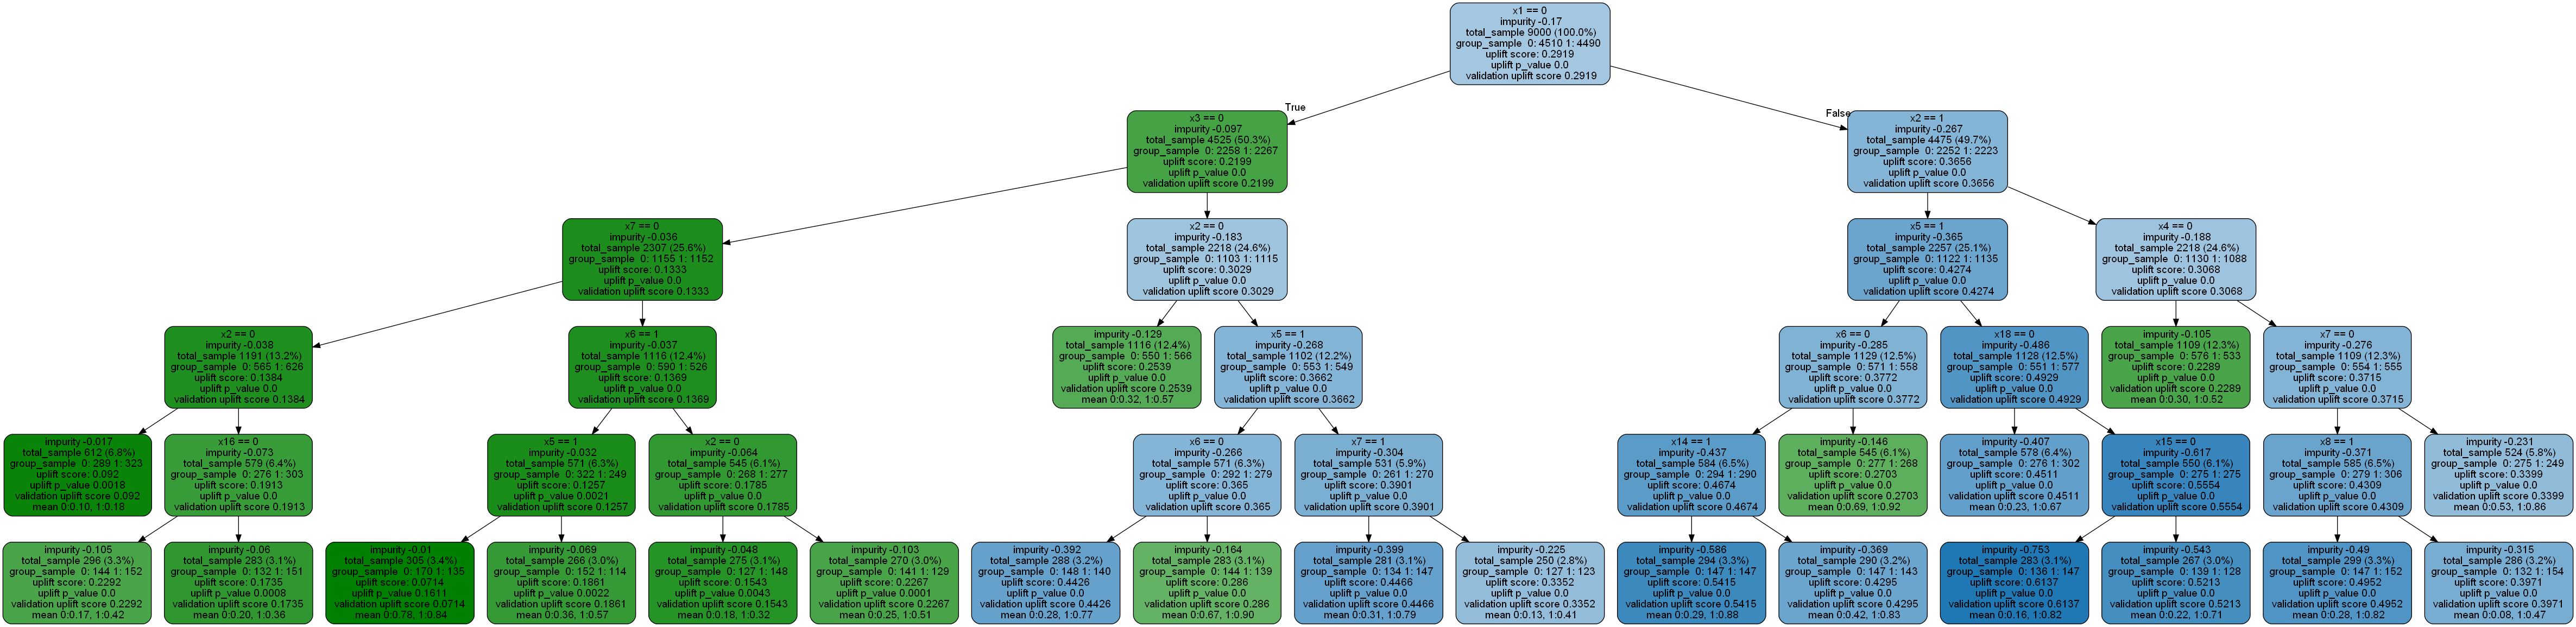 x1 == 0
impurity -0.17
total_sample 9000 (100.0%)
group_sample 0: 4510 1: 4490
uplift score: 0.2919
uplift p_value 0.0
validation uplift score 0.2919
True
False
x3 == 0
impurity -0.097
total_sample 4525 (50.3%)
group_sample 0: 2258 1: 2267
uplift score: 0.2199
uplift p_value 0.0
validation uplift score 0.2199
x2 == 1
impurity -0.267
total_sample 4475 (49.7%)
group_sample 0: 2252 1: 2223
uplift score: 0.3656
uplift p_value 0.0
validation uplift score 0.3656
x7 == 0
impurity -0.036
total_sample 2307 (25.6%)
group_sample 0: 1155 1: 1152
uplift score: 0.1333
uplift p_value 0.0
validation uplift score 0.1333
x2 == 0
impurity -0.183
total_sample 2218 (24.6%)
group_sample 0: 1103 1: 1115
uplift score: 0.3029
uplift p_value 0.0
validation uplift score 0.3029
x5 == 1
impurity -0.365
total_sample 2257 (25.1%)
group_sample 0: 1122 1: 1135
uplift score: 0.4274
uplift p_value 0.0
validation uplift score 0.4274
x4 == 0
impurity -0.188
total_sample 2218 (24.6%)
group_sample 0: 1130 1: 1088
uplift score: 0.3068
uplift p_value 0.0
validation uplift score 0.3068
x2 == 0
impurity -0.038
total_sample 1191 (13.2%)
group_sample 0: 565 1: 626
uplift score: 0.1384
uplift p_value 0.0
validation uplift score 0.1384
x6 == 1
impurity -0.037
total_sample 1116 (12.4%)
group_sample 0: 590 1: 526
uplift score: 0.1369
uplift p_value 0.0
validation uplift score 0.1369
impurity -0.129
total_sample 1116 (12.4%)
group_sample 0: 550 1: 566
uplift score: 0.2539
uplift p_value 0.0
validation uplift score 0.2539
mean 0:0.32, 1:0.57
x5 == 1
impurity -0.268
total_sample 1102 (12.2%)
group_sample 0: 553 1: 549
uplift score: 0.3662
uplift p_value 0.0
validation uplift score 0.3662
x6 == 0
impurity -0.285
total_sample 1129 (12.5%)
group_sample 0: 571 1: 558
uplift score: 0.3772
uplift p_value 0.0
validation uplift score 0.3772
x18 == 0
impurity -0.486
total_sample 1128 (12.5%)
group_sample 0: 551 1: 577
uplift score: 0.4929
uplift p_value 0.0
validation uplift score 0.4929
impurity -0.105
total_sample 1109 (12.3%)
group_sample 0: 576 1: 533
uplift score: 0.2289
uplift p_value 0.0
validation uplift score 0.2289
mean 0:0.30, 1:0.52
x7 == 0
impurity -0.276
total_sample 1109 (12.3%)
group_sample 0: 554 1: 555
uplift score: 0.3715
uplift p_value 0.0
validation uplift score 0.3715
impurity -0.017
total_sample 612 (6.8%)
group_sample 0: 289 1: 323
uplift score: 0.092
uplift p_value 0.0018
validation uplift score 0.092
mean 0:0.10, 1:0.18
x16 == 0
impurity -0.073
total_sample 579 (6.4%)
group_sample 0: 276 1: 303
uplift score: 0.1913
uplift p_value 0.0
validation uplift score 0.1913
x5 == 1
impurity -0.032
total_sample 571 (6.3%)
group_sample 0: 322 1: 249
uplift score: 0.1257
uplift p_value 0.0021
validation uplift score 0.1257
x2 == 0
impurity -0.064
total_sample 545 (6.1%)
group_sample 0: 268 1: 277
uplift score: 0.1785
uplift p_value 0.0
validation uplift score 0.1785
x6 == 0
impurity -0.266
total_sample 571 (6.3%)
group_sample 0: 292 1: 279
uplift score: 0.365
uplift p_value 0.0
validation uplift score 0.365
x7 == 1
impurity -0.304
total_sample 531 (5.9%)
group_sample 0: 261 1: 270
uplift score: 0.3901
uplift p_value 0.0
validation uplift score 0.3901
x14 == 1
impurity -0.437
total_sample 584 (6.5%)
group_sample 0: 294 1: 290
uplift score: 0.4674
uplift p_value 0.0
validation uplift score 0.4674
impurity -0.146
total_sample 545 (6.1%)
group_sample 0: 277 1: 268
uplift score: 0.2703
uplift p_value 0.0
validation uplift score 0.2703
mean 0:0.69, 1:0.92
impurity -0.407
total_sample 578 (6.4%)
group_sample 0: 276 1: 302
uplift score: 0.4511
uplift p_value 0.0
validation uplift score 0.4511
mean 0:0.23, 1:0.67
x15 == 0
impurity -0.617
total_sample 550 (6.1%)
group_sample 0: 275 1: 275
uplift score: 0.5554
uplift p_value 0.0
validation uplift score 0.5554
x8 == 1
impurity -0.371
total_sample 585 (6.5%)
group_sample 0: 279 1: 306
uplift score: 0.4309
uplift p_value 0.0
validation uplift score 0.4309
impurity -0.231
total_sample 524 (5.8%)
group_sample 0: 275 1: 249
uplift score: 0.3399
uplift p_value 0.0
validation uplift score 0.3399
mean 0:0.53, 1:0.86
impurity -0.105
total_sample 296 (3.3%)
group_sample 0: 144 1: 152
uplift score: 0.2292
uplift p_value 0.0
validation uplift score 0.2292
mean 0:0.17, 1:0.42
impurity -0.06
total_sample 283 (3.1%)
group_sample 0: 132 1: 151
uplift score: 0.1735
uplift p_value 0.0008
validation uplift score 0.1735
mean 0:0.20, 1:0.36
impurity -0.01
total_sample 305 (3.4%)
group_sample 0: 170 1: 135
uplift score: 0.0714
uplift p_value 0.1611
validation uplift score 0.0714
mean 0:0.78, 1:0.84
impurity -0.069
total_sample 266 (3.0%)
group_sample 0: 152 1: 114
uplift score: 0.1861
uplift p_value 0.0022
validation uplift score 0.1861
mean 0:0.36, 1:0.57
impurity -0.048
total_sample 275 (3.1%)
group_sample 0: 127 1: 148
uplift score: 0.1543
uplift p_value 0.0043
validation uplift score 0.1543
mean 0:0.18, 1:0.32
impurity -0.103
total_sample 270 (3.0%)
group_sample 0: 141 1: 129
uplift score: 0.2267
uplift p_value 0.0001
validation uplift score 0.2267
mean 0:0.25, 1:0.51
impurity -0.392
total_sample 288 (3.2%)
group_sample 0: 148 1: 140
uplift score: 0.4426
uplift p_value 0.0
validation uplift score 0.4426
mean 0:0.28, 1:0.77
impurity -0.164
total_sample 283 (3.1%)
group_sample 0: 144 1: 139
uplift score: 0.286
uplift p_value 0.0
validation uplift score 0.286
mean 0:0.67, 1:0.90
impurity -0.399
total_sample 281 (3.1%)
group_sample 0: 134 1: 147
uplift score: 0.4466
uplift p_value 0.0
validation uplift score 0.4466
mean 0:0.31, 1:0.79
impurity -0.225
total_sample 250 (2.8%)
group_sample 0: 127 1: 123
uplift score: 0.3352
uplift p_value 0.0
validation uplift score 0.3352
mean 0:0.13, 1:0.41
impurity -0.586
total_sample 294 (3.3%)
group_sample 0: 147 1: 147
uplift score: 0.5415
uplift p_value 0.0
validation uplift score 0.5415
mean 0:0.29, 1:0.88
impurity -0.369
total_sample 290 (3.2%)
group_sample 0: 147 1: 143
uplift score: 0.4295
uplift p_value 0.0
validation uplift score 0.4295
mean 0:0.42, 1:0.83
impurity -0.753
total_sample 283 (3.1%)
group_sample 0: 136 1: 147
uplift score: 0.6137
uplift p_value 0.0
validation uplift score 0.6137
mean 0:0.16, 1:0.82
impurity -0.543
total_sample 267 (3.0%)
group_sample 0: 139 1: 128
uplift score: 0.5213
uplift p_value 0.0
validation uplift score 0.5213
mean 0:0.22, 1:0.71
impurity -0.49
total_sample 299 (3.3%)
group_sample 0: 147 1: 152
uplift score: 0.4952
uplift p_value 0.0
validation uplift score 0.4952
mean 0:0.28, 1:0.82
impurity -0.315
total_sample 286 (3.2%)
group_sample 0: 132 1: 154
uplift score: 0.3971
uplift p_value 0.0
validation uplift score 0.3971
mean 0:0.08, 1:0.47